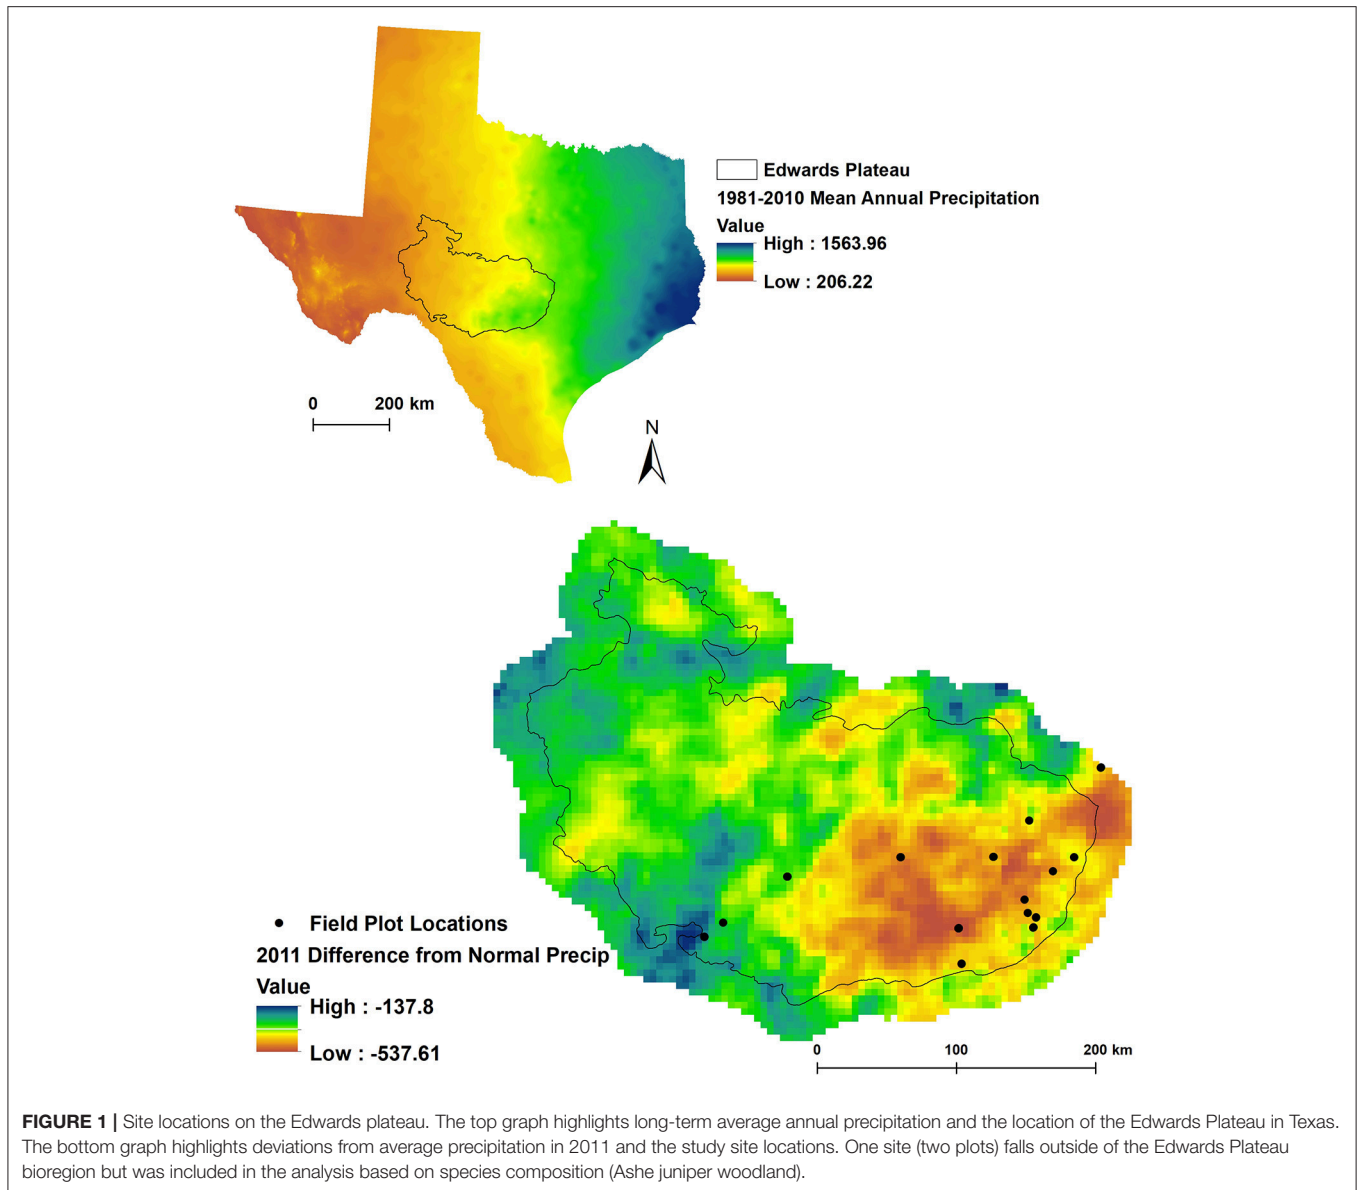 Edwards Plateau
1981-2010 Mean Annual Precipitation
Value
High : 1563.96
Low : 206.22
0 200 km
N
Field Plot Locations
2011 Difference from Normal Precip
Value
High : -137.8
Low : -537.61
0 100 200 km
FIGURE 1 | Site locations on the Edwards plateau. The top graph highlights long-term average annual precipitation and the location of the Edwards Plateau in Texas.
The bottom graph highlights deviations from average precipitation in 2011 and the study site locations. One site (two plots) falls outside of the Edwards Plateau
bioregion but was included in the analysis based on species composition (Ashe juniper woodland).